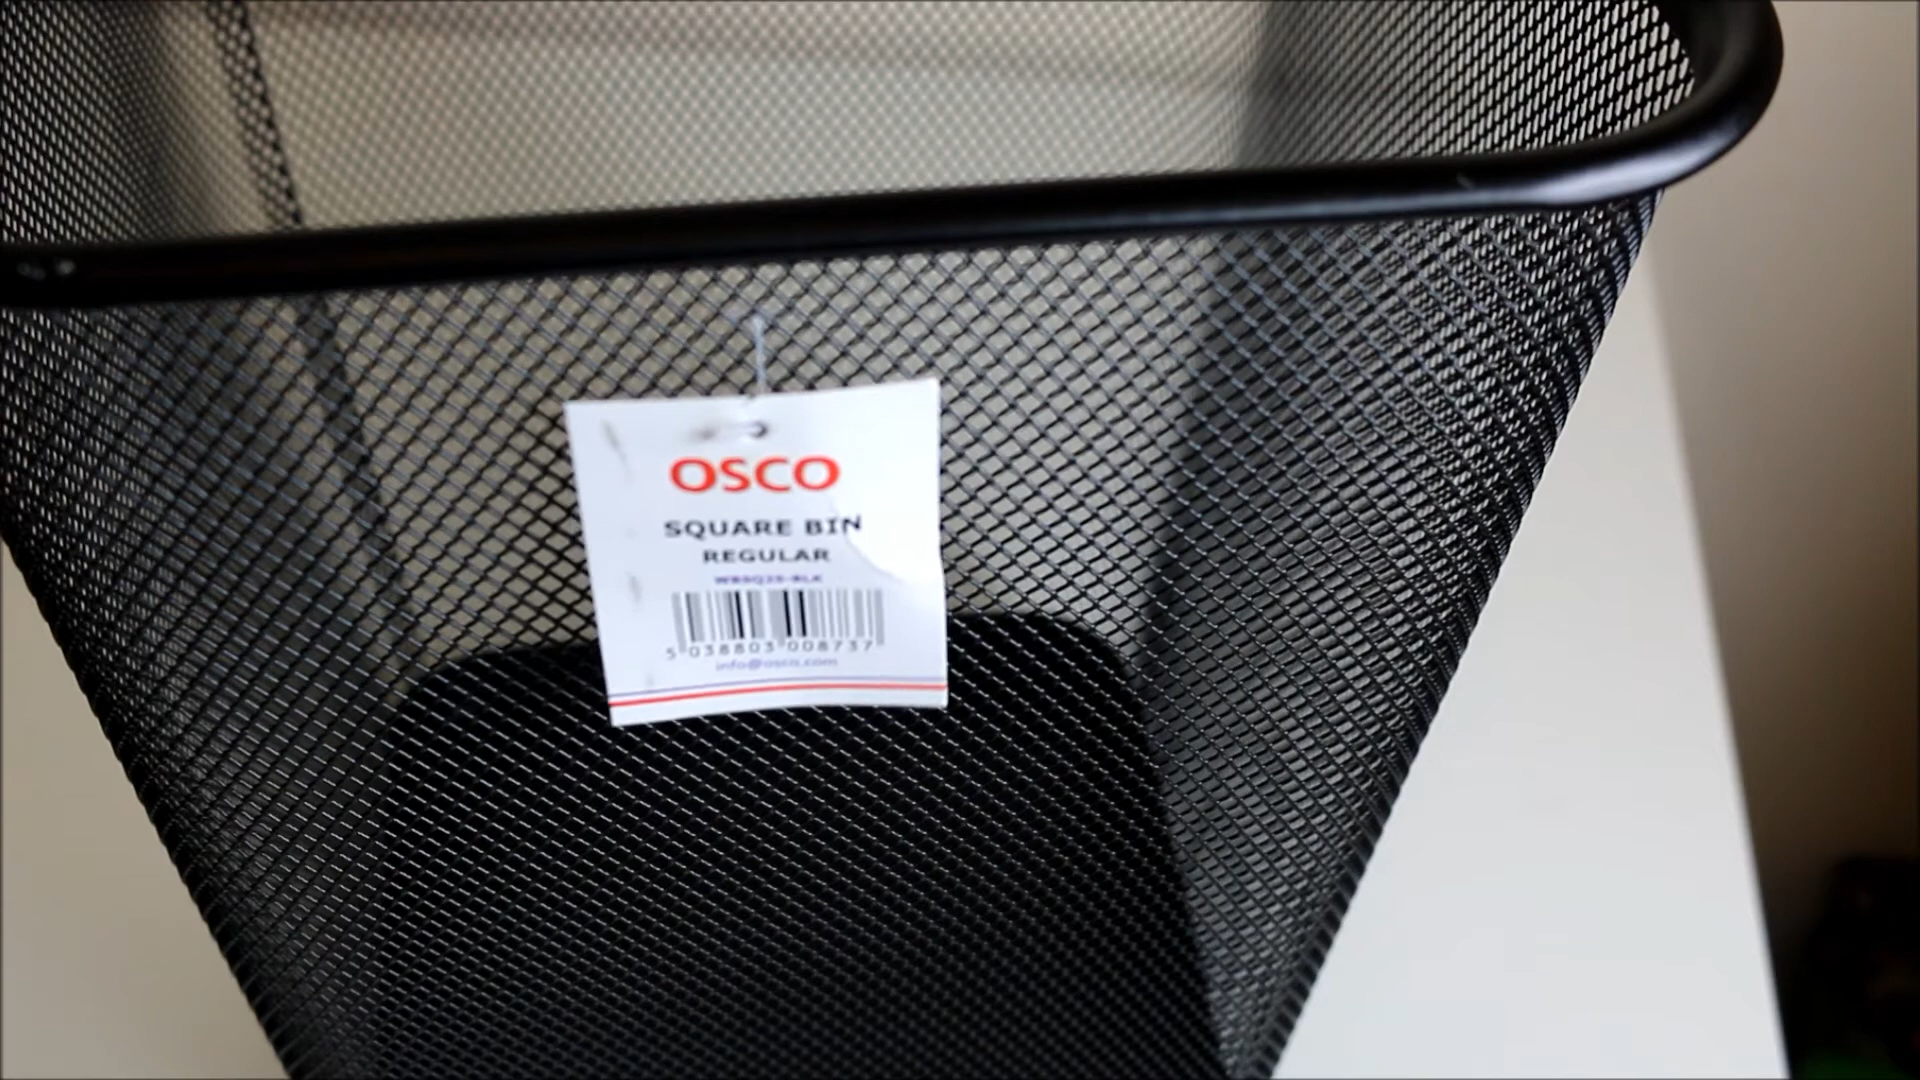 OSCO
SQUARE BIN
REGULAR
5 038803 008737
info@osco.com